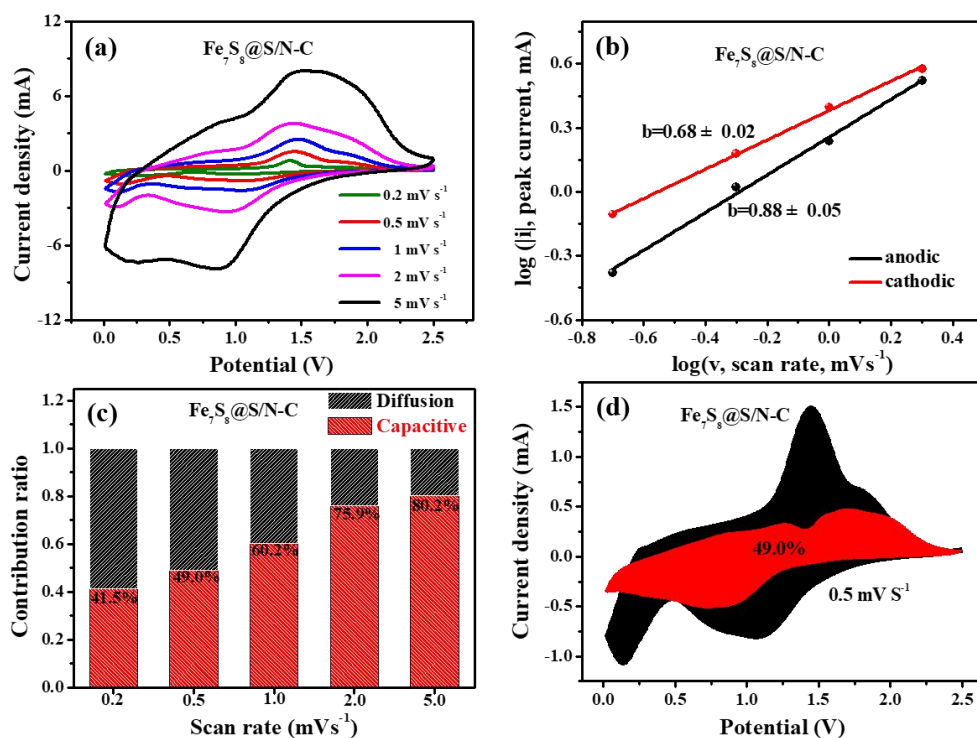 (a)
Fe7S8@S/N-C
Current density (mA)
12
6
0
-6
-12
0.2 mV s-1
0.5 mV s-1
1 mV s-1
2 mV s-1
5 mV s-1
0.0 0.5 1.0 1.5 2.0 2.5
Potential (V)
(b)
Fe7S8@S/N-C
log (|i|, peak current, mA)
0.6
0.3
0.0
-0.3
-0.6
b=0.68 ± 0.02
b=0.88 ± 0.05
anodic
cathodic
-0.8 -0.6 -0.4 -0.2 0.0 0.2 0.4
log(v, scan rate, mVs-1)
(c)
Fe7S8@S/N-C
Diffusion
Capacitive
Contribution ratio
1.2
1.0
0.8
0.6
0.4
0.2
0.0
41.5%
49.0%
60.2%
75.9%
80.2%
0.2 0.5 1.0 2.0 5.0
Scan rate (mVs-1)
(d)
Fe7S8@S/N-C
Current density (mA)
1.5
1.0
0.5
0.0
-0.5
-1.0
49.0%
0.5 mV S-1
0.0 0.5 1.0 1.5 2.0 2.5
Potential (V)